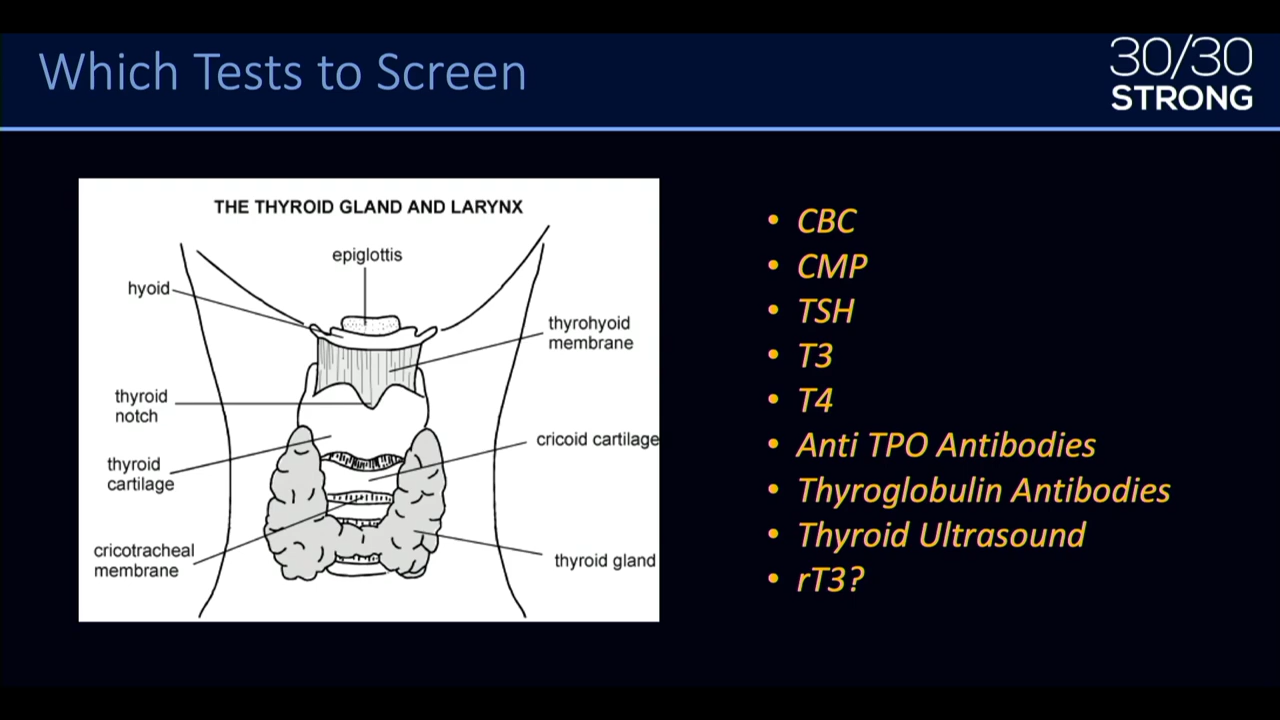 Which Tests to Screen
30/30
STRONG
THE THYROID GLAND AND LARYNX
epiglottis
hyoid
thyrohyoid
membrane
thyroid
notch
cricoid cartilage
thyroid
cartilage
cricotracheal
membrane
thyroid gland
• CBC
• CMP
• TSH
• T3
• T4
• Anti TPO Antibodies
• Thyroglobulin Antibodies
• Thyroid Ultrasound
• rT3?